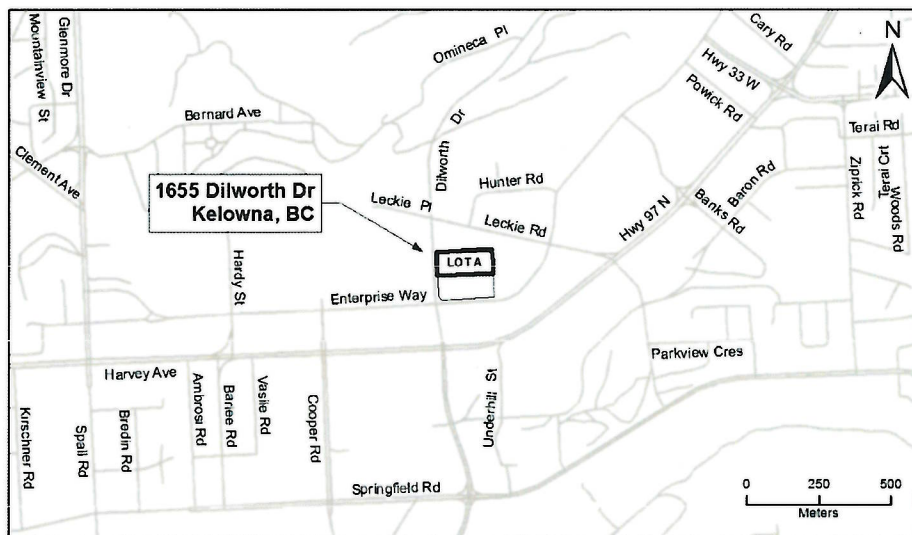 Mountainview St
Glenmore Dr
Clement Ave
Bernard Ave
Omineca Pl
Dilworth Dr
Cary Rd
Hwy 33 W
Powick Rd
N
Terai Rd
Ziprick Rd
Terai Crt
Woods Rd
1655 Dilworth Dr
Kelowna, BC
Leckie Pl
Hunter Rd
Leckie Rd
Hwy 97 N
Banks Rd
Baron Rd
LOT A
Hardy St
Enterprise Way
Harvey Ave
Parkview Cres
Underhill St
Kirschner Rd
Spall Rd
Bredin Rd
Ambrosi Rd
Barlee Rd
Vasile Rd
Cooper Rd
Springfield Rd
0 250 500
Meters